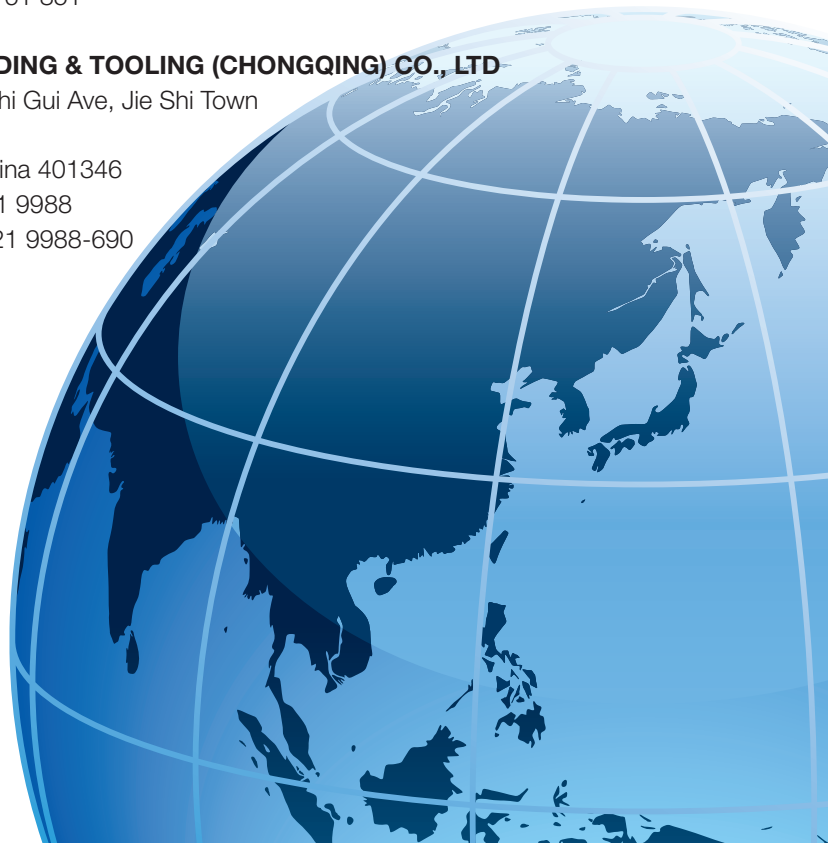 DING & TOOLING (CHONGQING) CO., LTD
hi Gui Ave, Jie Shi Town
ina 401346
1 9988
21 9988-690